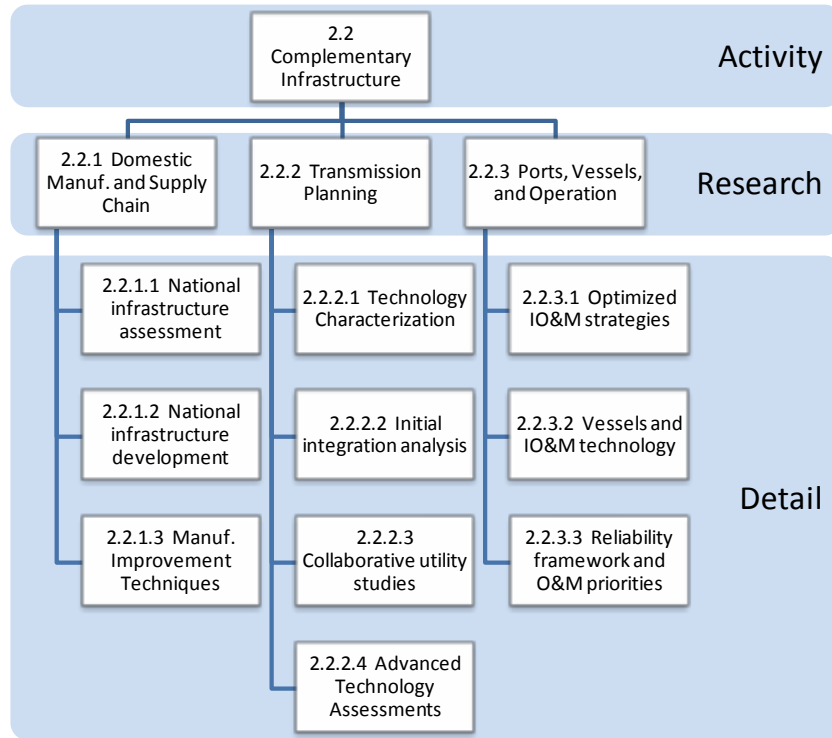 2.2
Complementary
Infrastructure
Activity
2.2.1 Domestic
Manuf. and Supply
Chain
2.2.2 Transmission
Planning
2.2.3 Ports, Vessels,
and Operation
Research
2.2.1.1 National
infrastructure
assessment
2.2.2.1 Technology
Characterization
2.2.3.1 Optimized
IO&M strategies
2.2.1.2 National
infrastructure
development
2.2.2.2 Initial
integration analysis
2.2.3.2 Vessels and
IO&M technology
Detail
2.2.1.3 Manuf.
Improvement
Techniques
2.2.2.3
Collaborative utility
studies
2.2.3.3 Reliability
framework and
O&M priorities
2.2.2.4 Advanced
Technology
Assessments